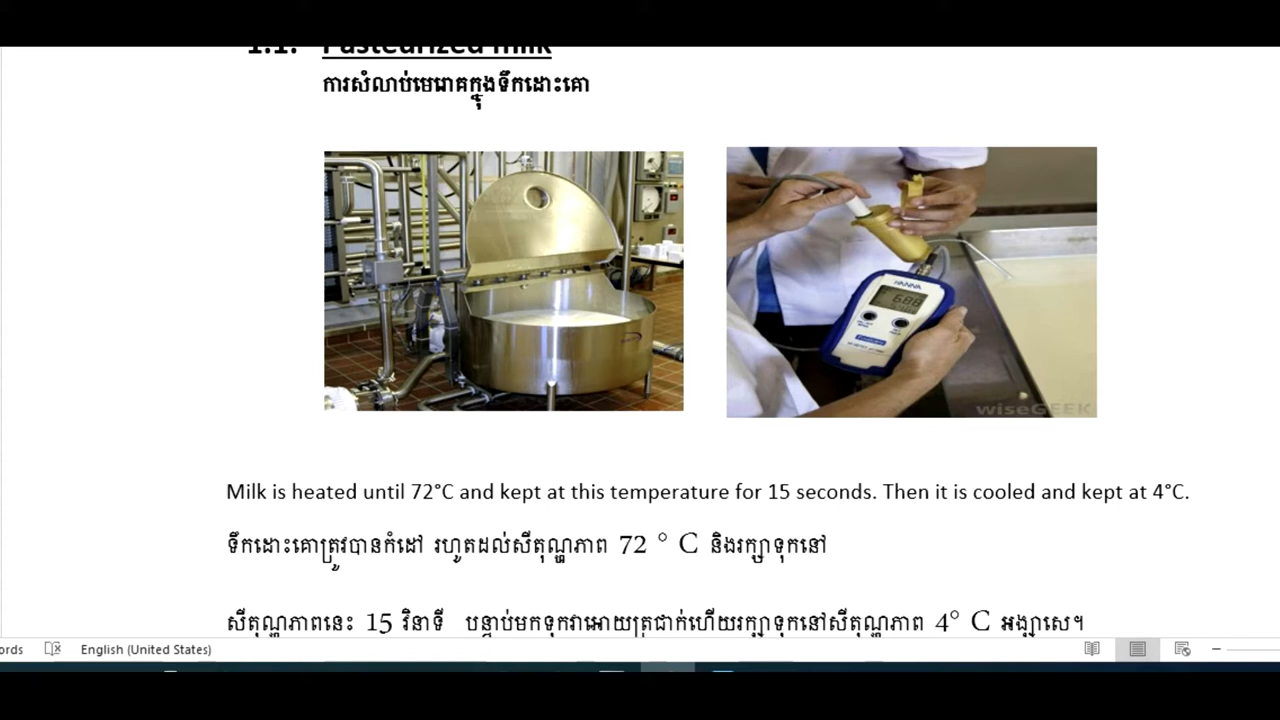 1.1. Pasteurized milk
ការសំលាប់មេរោគក្នុងទឹកដោះគោ
HANNA
wiseGEEK
Milk is heated until 72°C and kept at this temperature for 15 seconds. Then it is cooled and kept at 4°C.
ទឹកដោះគោត្រូវបានកំដៅ រហូតដល់សីតុណ្ហភាព 72 ° C និងរក្សាទុកនៅ
សីតុណ្ហភាពនេះ 15 វិនាទី បន្ទាប់មកទុកវាអោយត្រជាក់ហើយរក្សាទុកនៅសីតុណ្ហភាព 4° C អង្សាសេ។
ords English (United States)